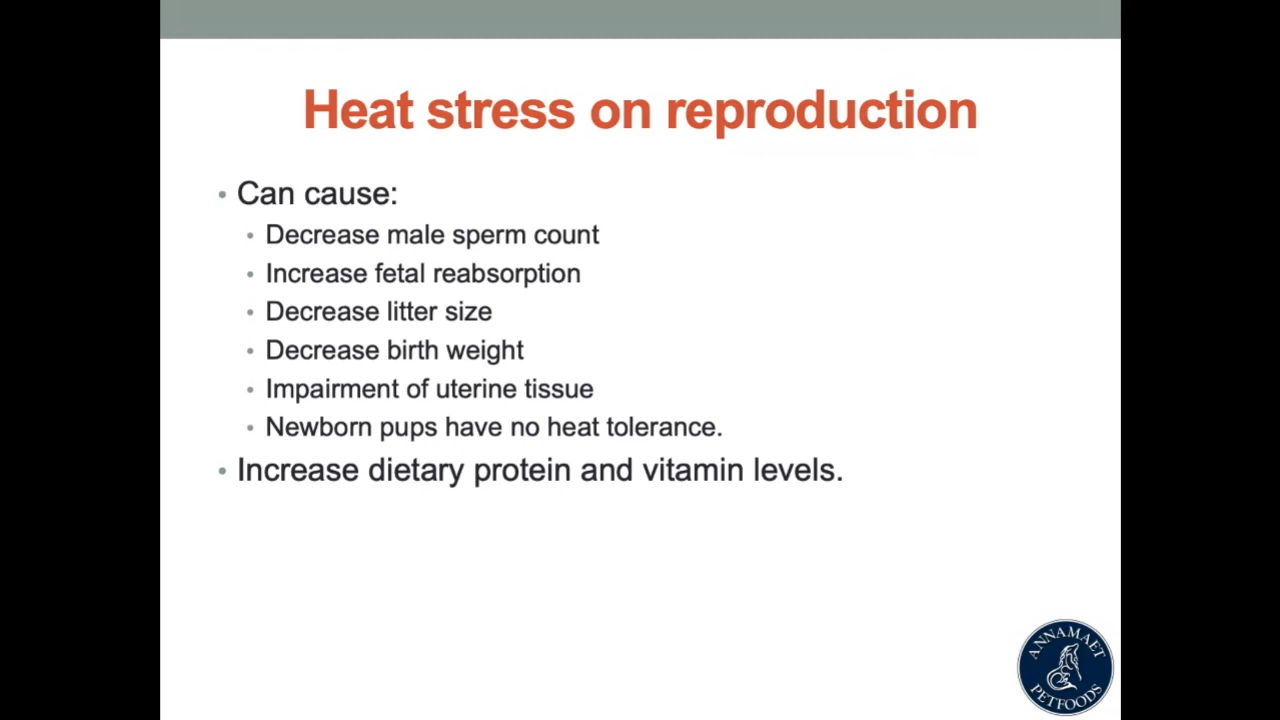 Heat stress on reproduction
• Can cause:
• Decrease male sperm count
• Increase fetal reabsorption
• Decrease litter size
• Decrease birth weight
• Impairment of uterine tissue
• Newborn pups have no heat tolerance.
• Increase dietary protein and vitamin levels.
ANNAMAET
PETFOODS